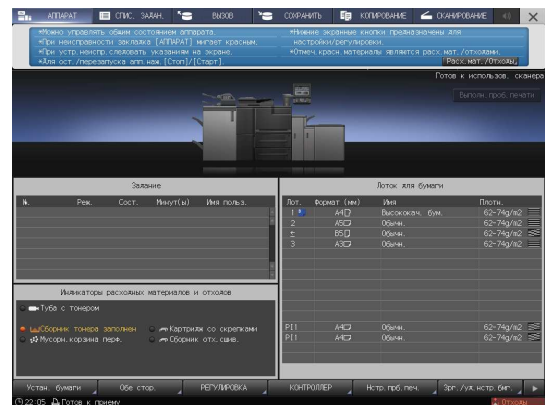 АППАРАТ СПИС. ЗАДАН. ВЫЗОВ СОХРАНИТЬ КОПИРОВАНИЕ СКАНИРОВАНИЕ
*Можно управлять общим состоянием аппарата.
*При неисправности закладка [АППАРАТ] мигает красным.
*При устр.неиспр.следовать указаниям на экране.
*Для ост./перезапуска апп.наж.[Стоп]/[Старт].
*Нижние экранные кнопки предназначены для
настройки/регулировки.
*Отмеч.красн.материалы являются расх.мат./отходами.
Расх.мат./Отходы
Готов к использов. сканера
Выполн. проб. печати
Задание
№. Реж. Сост. Минут(ы) Имя польз.
Индикаторы расходных материалов и отходов
Туба с тонером
Сборник тонера заполнен Картридж со скрепками
Мусорн.корзина перф. Сборник отх.сшив.
Лоток для бумаги
Лот. Формат (мм) Имя Плотн.
1 A4 Высококач. бум. 62-74g/m2
2 A5 Обычн. 62-74g/m2
B5 Обычн. 62-74g/m2
3 A3 Обычн. 62-74g/m2
PI1 A4 Обычн. 62-74g/m2
PI1 A4 Обычн. 62-74g/m2
Устан. бумаги Обе стор. РЕГУЛИРОВКА КОНТРОЛЛЕР Нстр.прб.печ.
22:05 Готов к приему Отходы